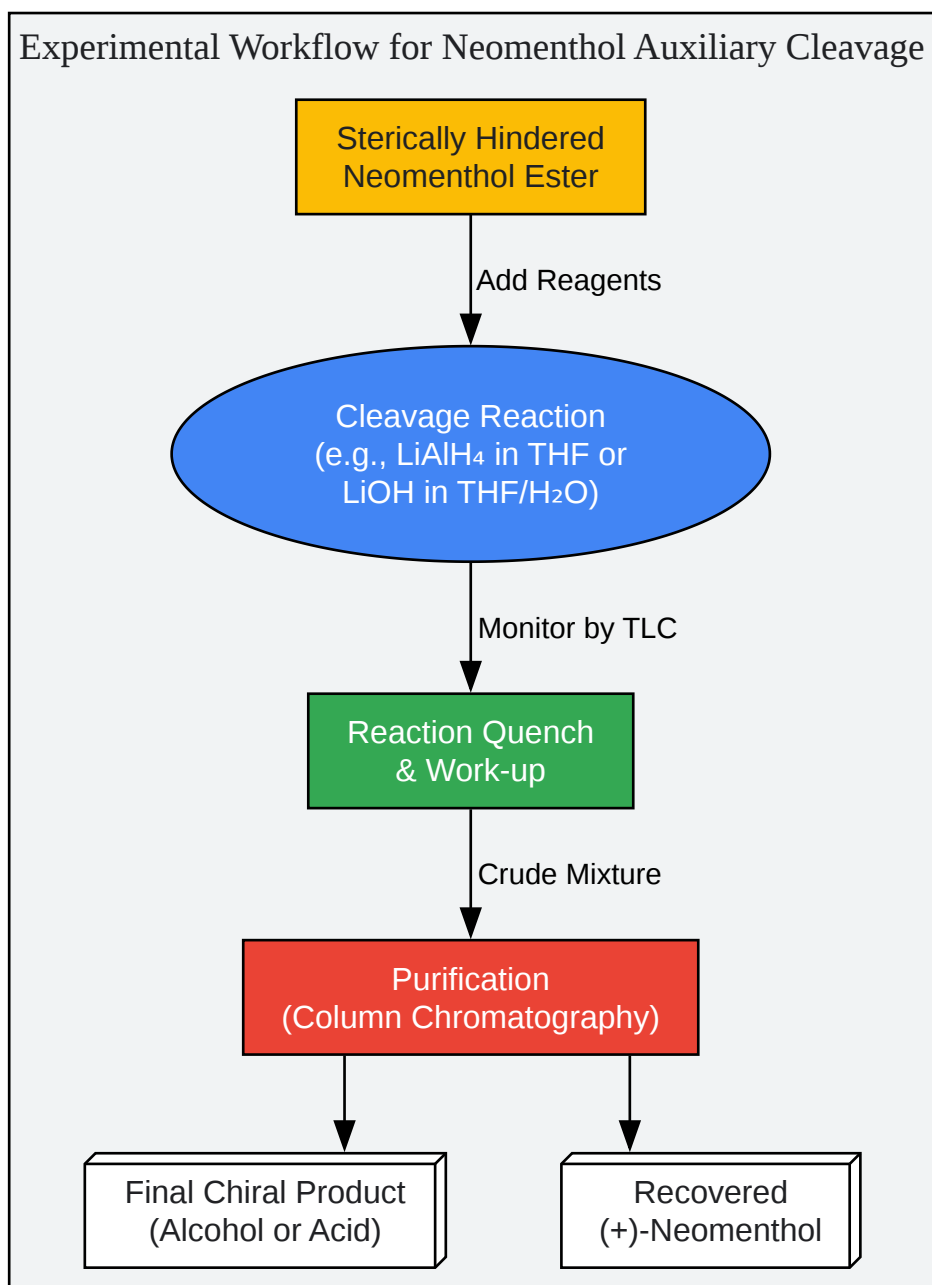 Experimental Workflow for Neomenthol Auxiliary Cleavage
Sterically Hindered
Neomenthol Ester
Add Reagents
Cleavage Reaction
(e.g., LiAlH₄ in THF or
LiOH in THF/H₂O)
Monitor by TLC
Reaction Quench
& Work-up
Crude Mixture
Purification
(Column Chromatography)
Final Chiral Product
(Alcohol or Acid)
Recovered
(+)-Neomenthol